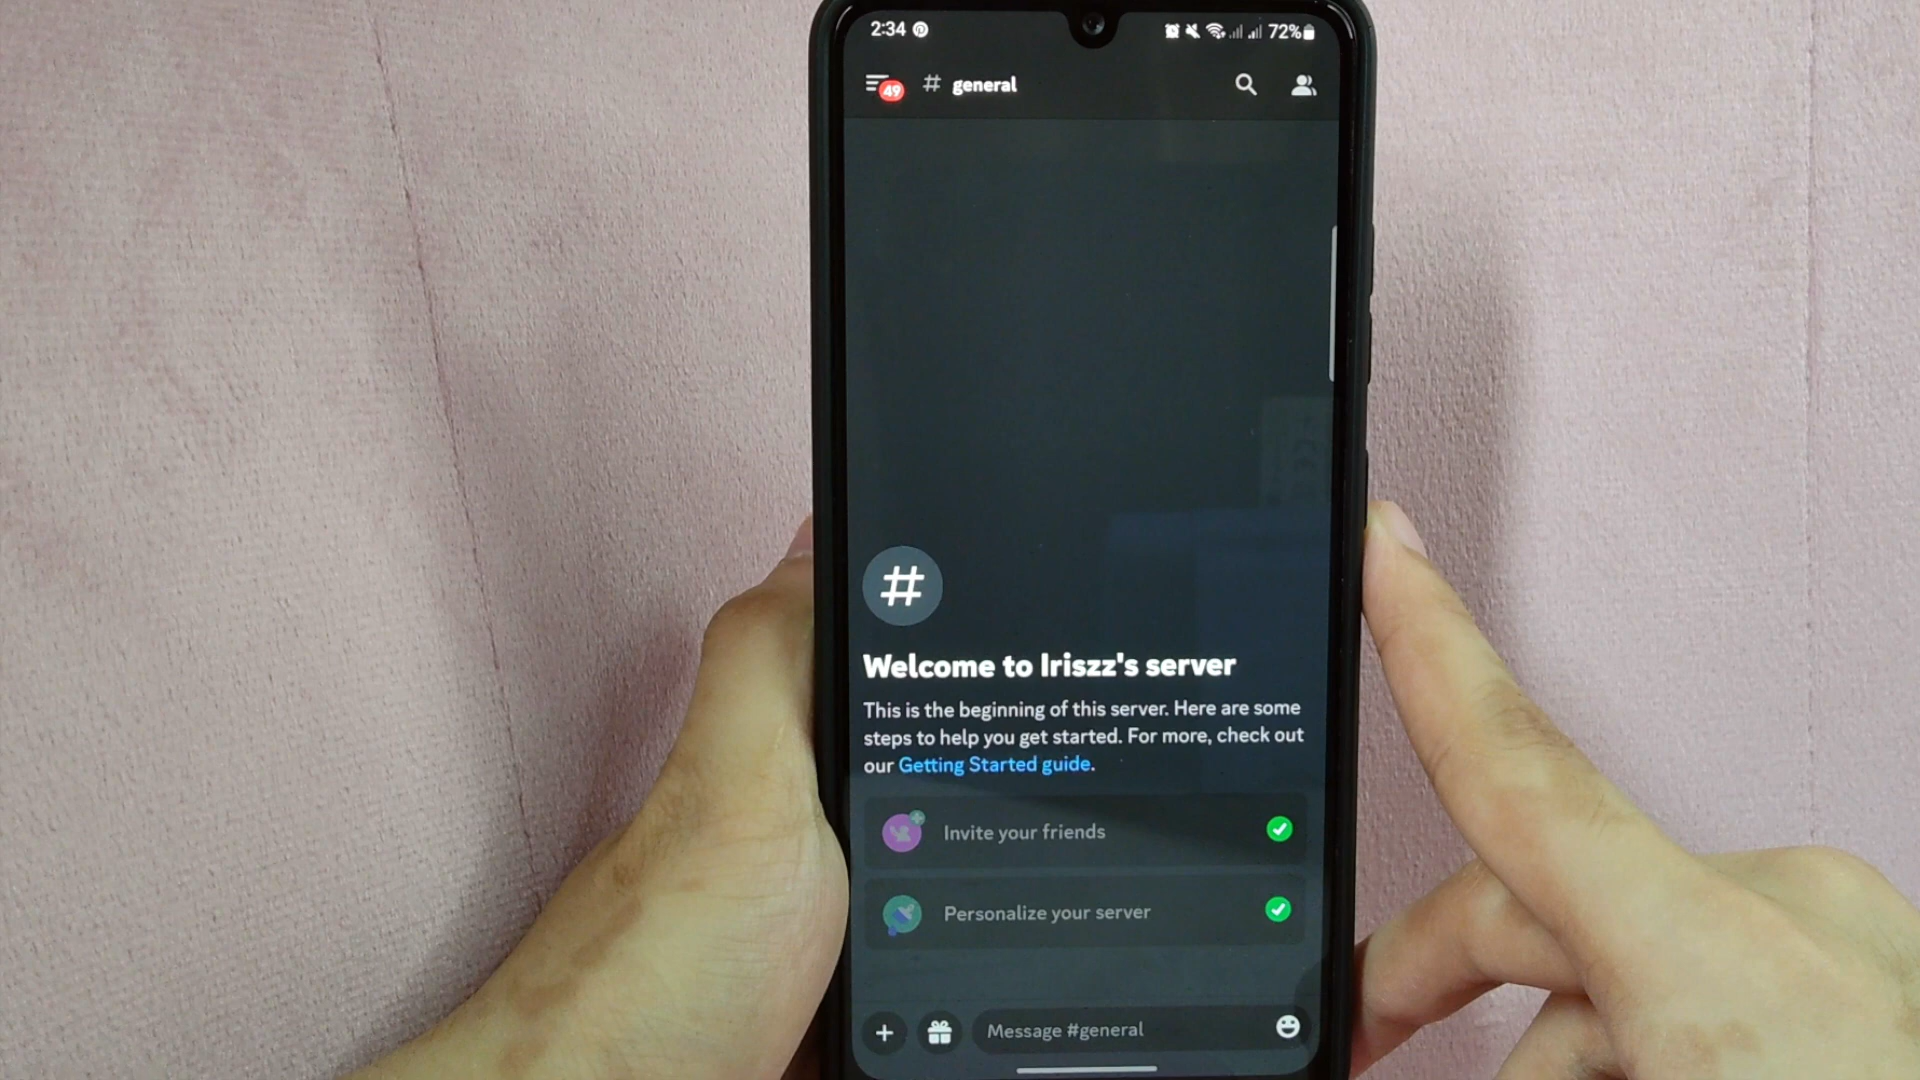 2:34 72%
49 # general
#
Welcome to Iriszz's server
This is the beginning of this server. Here are some
steps to help you get started. For more, check out
our Getting Started guide.
Invite your friends
Personalize your server
Message #general